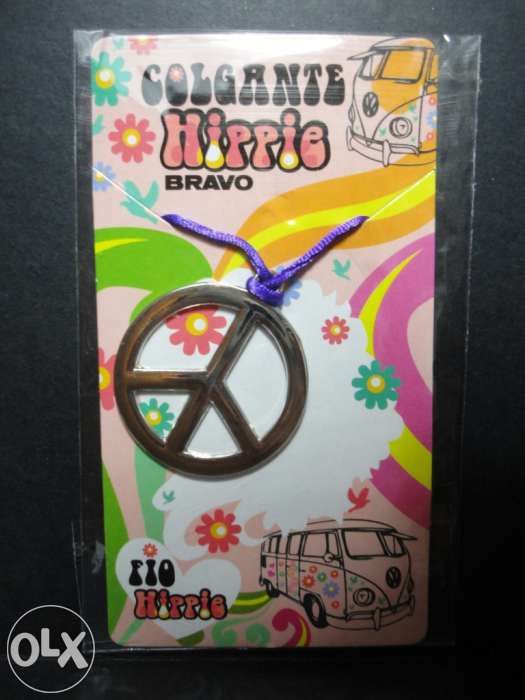 COLGANTE
Hippie
BRAVO
FIO
Hippie
OLX